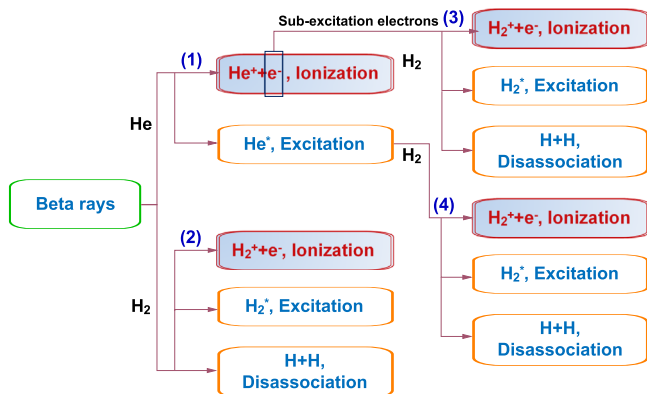 Sub-excitation electrons
(3)
H₂⁺+e⁻, Ionization
(1)
He⁺+e⁻, Ionization
H₂
H₂*, Excitation
He
He*, Excitation
H₂
H+H,
Disassociation
Beta rays
(4)
H₂⁺+e⁻, Ionization
(2)
H₂⁺+e⁻, Ionization
H₂*, Excitation
H₂
H₂*, Excitation
H+H,
Disassociation
H+H,
Disassociation